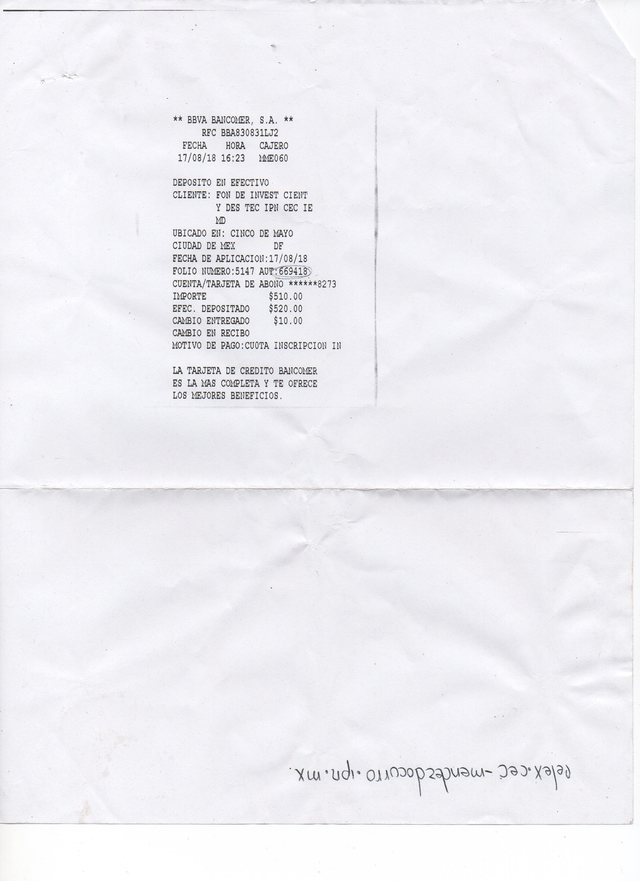 ** BBVA BANCOMER, S.A. **
RFC BBA830831LJ2
FECHA HORA CAJERO
17/08/18 16:23 MME060
DEPOSITO EN EFECTIVO
CLIENTE: FON DE INVEST CIENT
Y DES TEC IPN CEC IE
MD
UBICADO EN: CINCO DE MAYO
CIUDAD DE MEX DF
FECHA DE APLICACION:17/08/18
FOLIO NUMERO:5147 AUT:669418
CUENTA/TARJETA DE ABONO ******8273
IMPORTE $510.00
EFEC. DEPOSITADO $520.00
CAMBIO ENTREGADO $10.00
CAMBIO EN RECIBO
MOTIVO DE PAGO:CUOTA INSCRIPCION IN
LA TARJETA DE CREDITO BANCOMER
ES LA MAS COMPLETA Y TE OFRECE
LOS MEJORES BENEFICIOS.
relex.cec-mendezdocurro.ipn.mx.